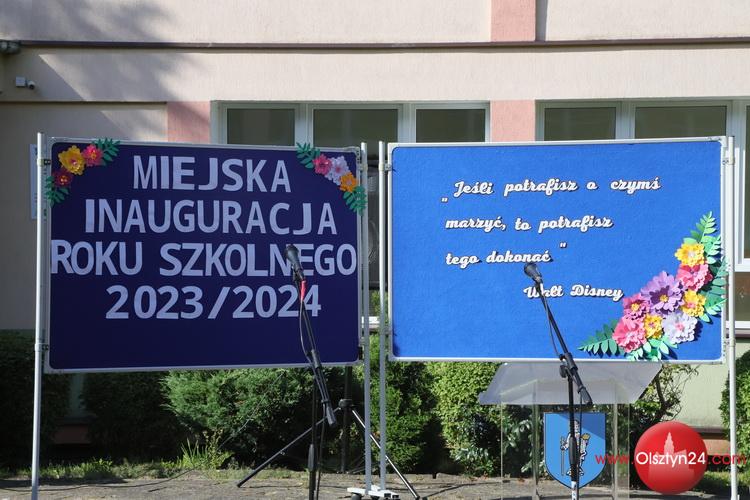 MIEJSKA
INAUGURACJA
ROKU SZKOLNEGO
2023/2024
"Jeśli potrafisz o czymś
marzyć, to potrafisz
tego dokonać"
Walt Disney
www.Olsztyn24.com